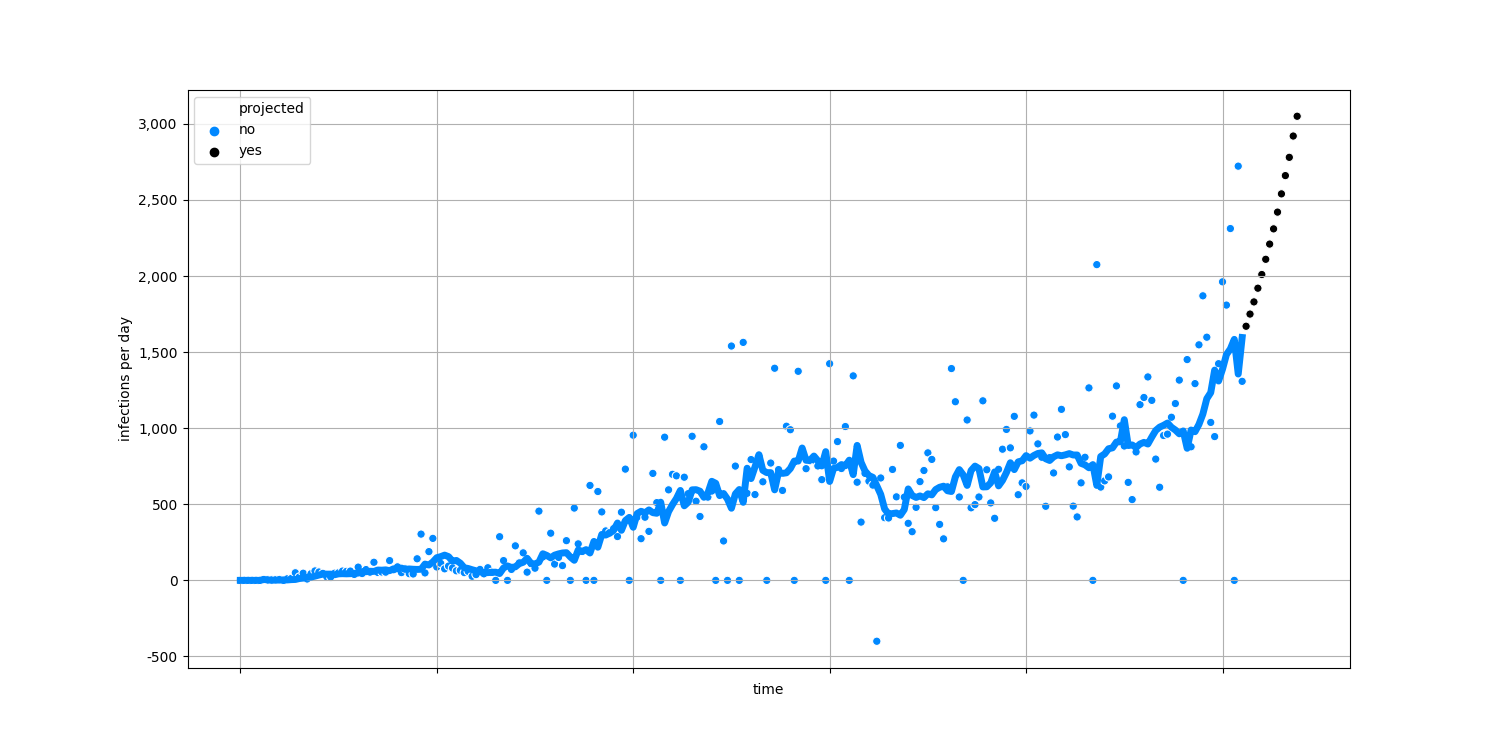 projected
no
yes
3,000
2,500
2,000
1,500
1,000
500
0
-500
infections per day
time